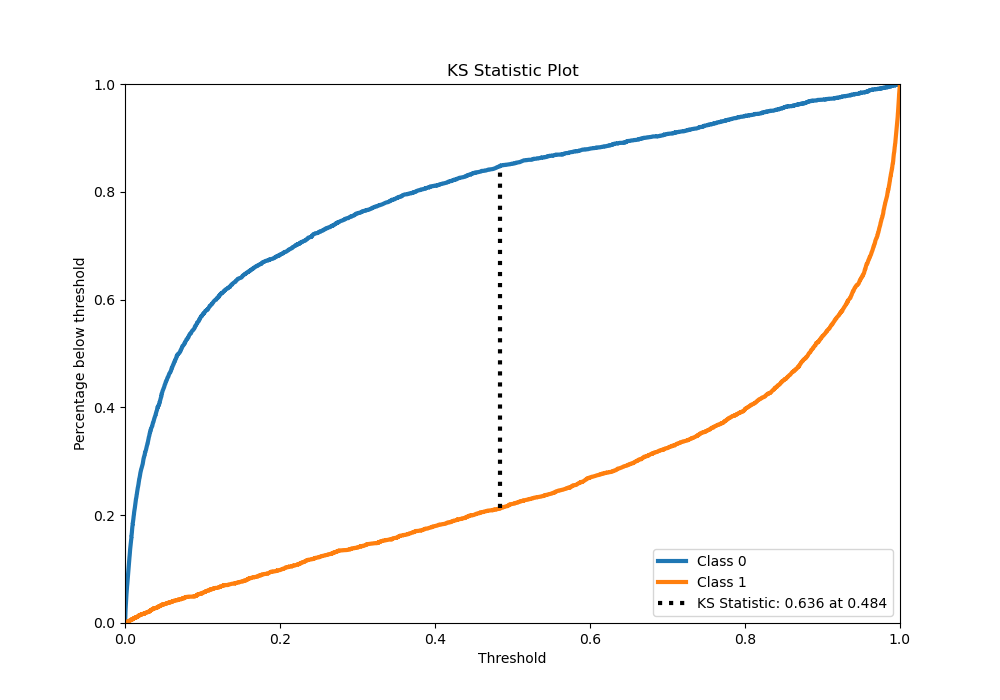 KS Statistic Plot
1.0
0.8
0.6
0.4
0.2
0.0
Percentage below threshold
0.0 0.2 0.4 0.6 0.8 1.0
Threshold
Class 0
Class 1
KS Statistic: 0.636 at 0.484